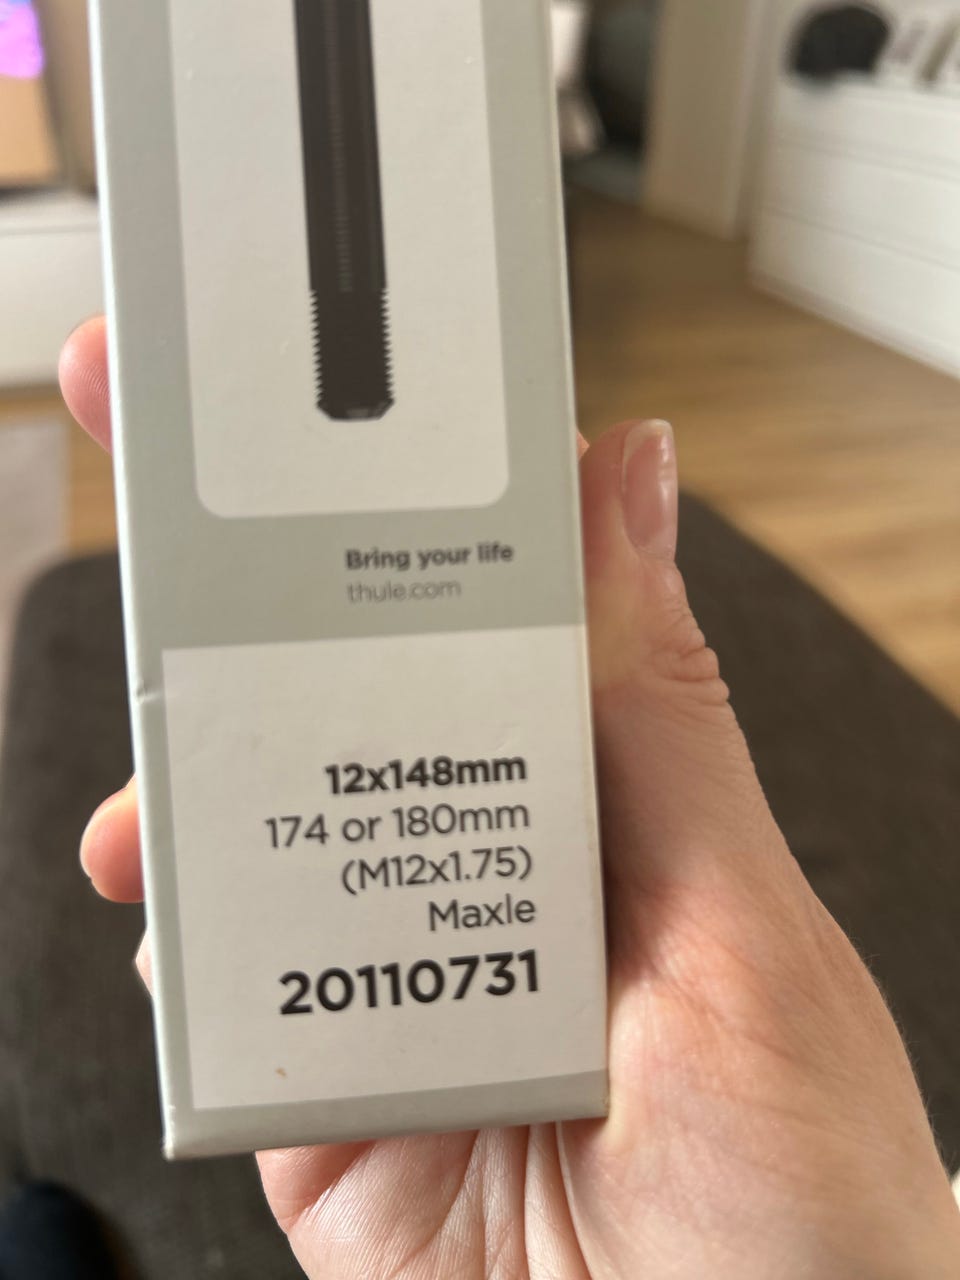 Bring your life
thule.com
12x148mm
174 or 180mm
(M12x1.75)
Maxle
20110731